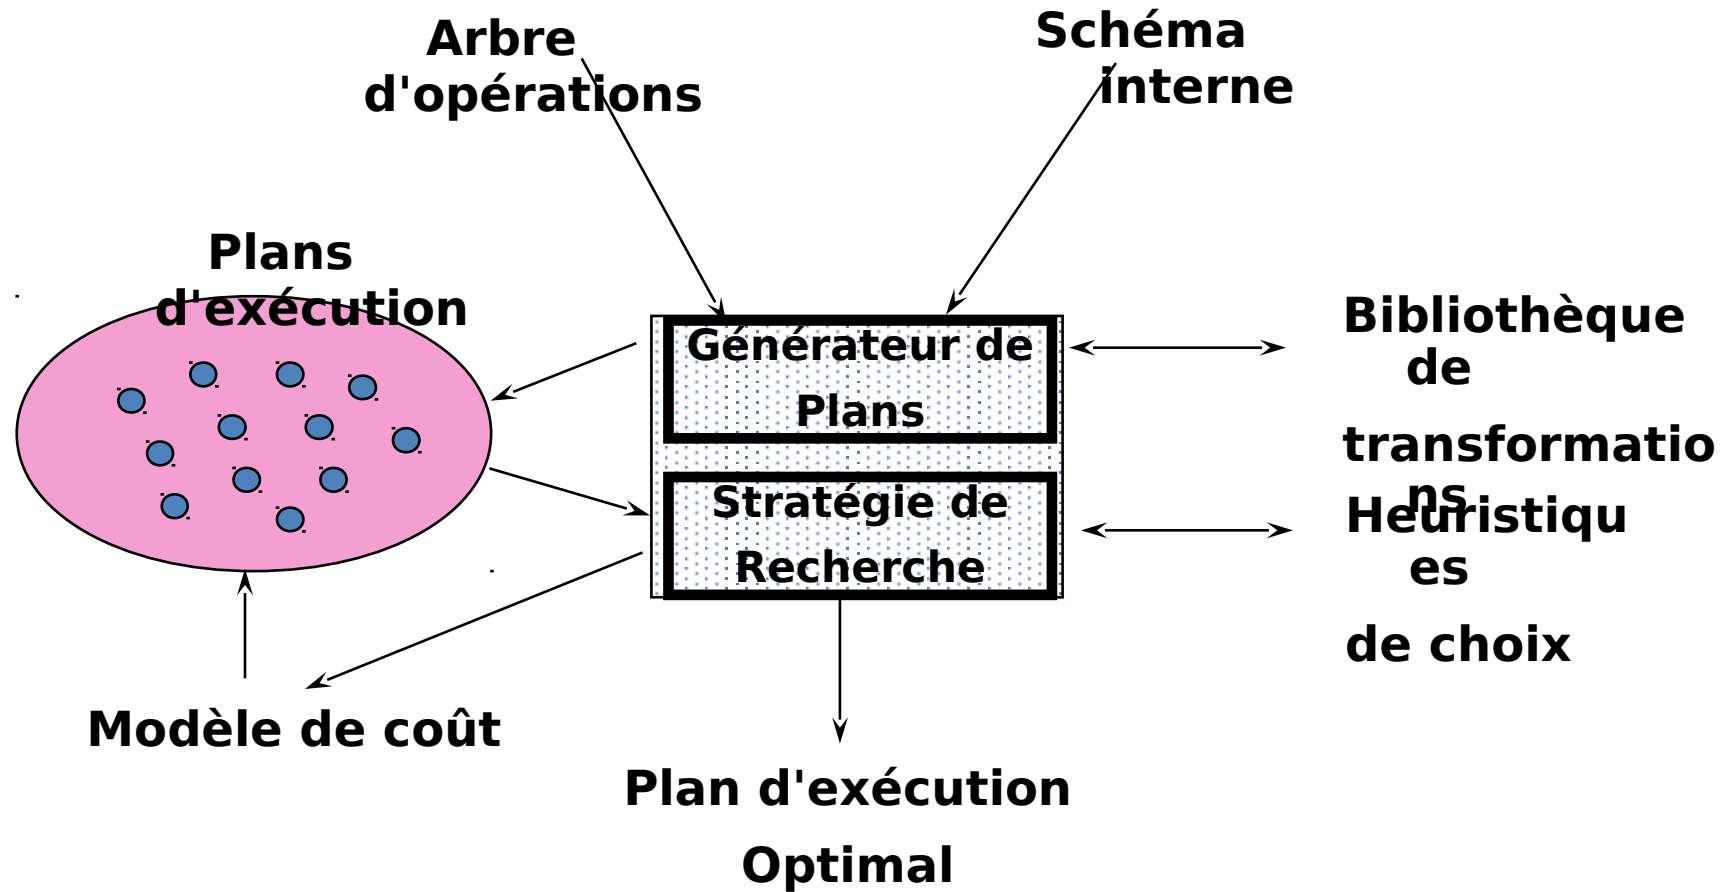 Arbre
d'opérations
Schéma
interne
Plans
d'exécution
Générateur de
Plans
Stratégie de
Recherche
Bibliothèque
de
transformatio
ns
Heuristiqu
es
de choix
Modèle de coût
Plan d'exécution
Optimal